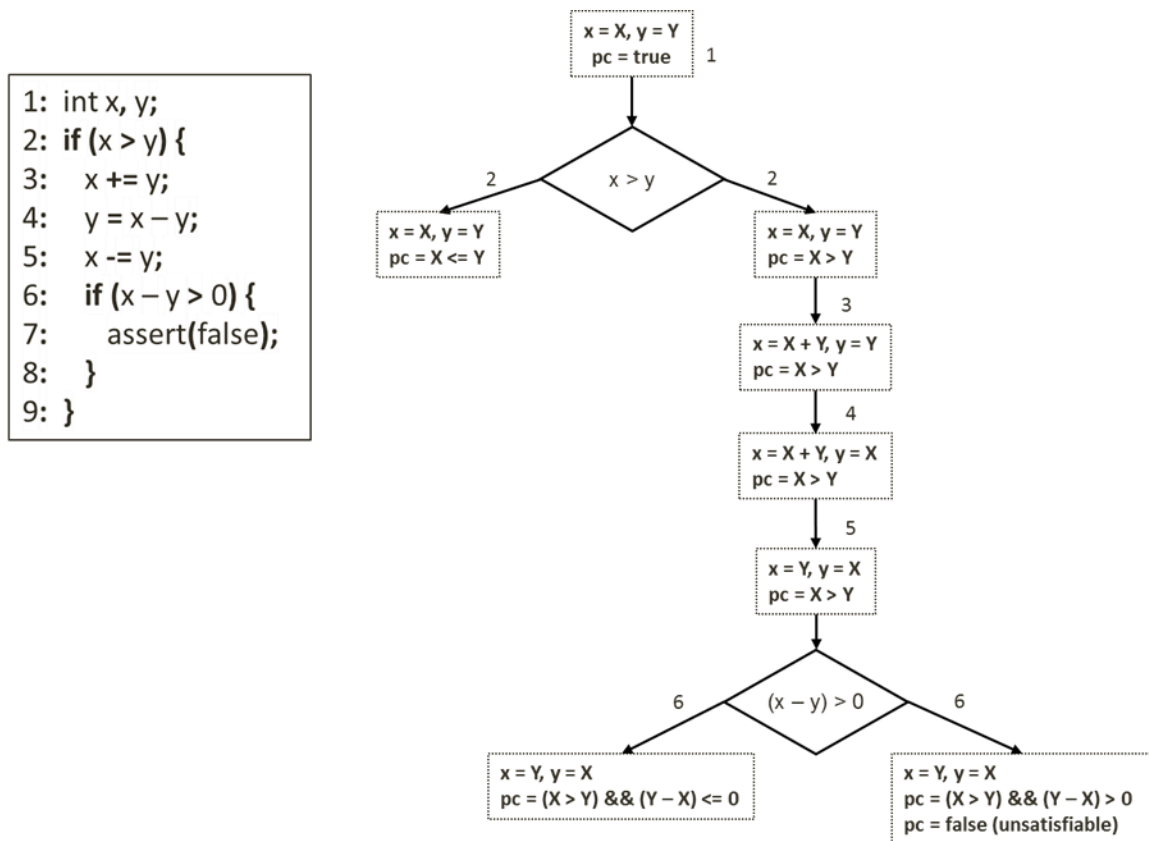 1: int x, y;
2: if (x > y) {
3: x += y;
4: y = x – y;
5: x -= y;
6: if (x – y > 0) {
7: assert(false);
8: }
9: }
x = X, y = Y
pc = true
1
x > y
2
2
x = X, y = Y
pc = X <= Y
x = X, y = Y
pc = X > Y
3
x = X + Y, y = Y
pc = X > Y
4
x = X + Y, y = X
pc = X > Y
5
x = Y, y = X
pc = X > Y
(x – y) > 0
6
6
x = Y, y = X
pc = (X > Y) && (Y – X) <= 0
x = Y, y = X
pc = (X > Y) && (Y – X) > 0
pc = false (unsatisfiable)